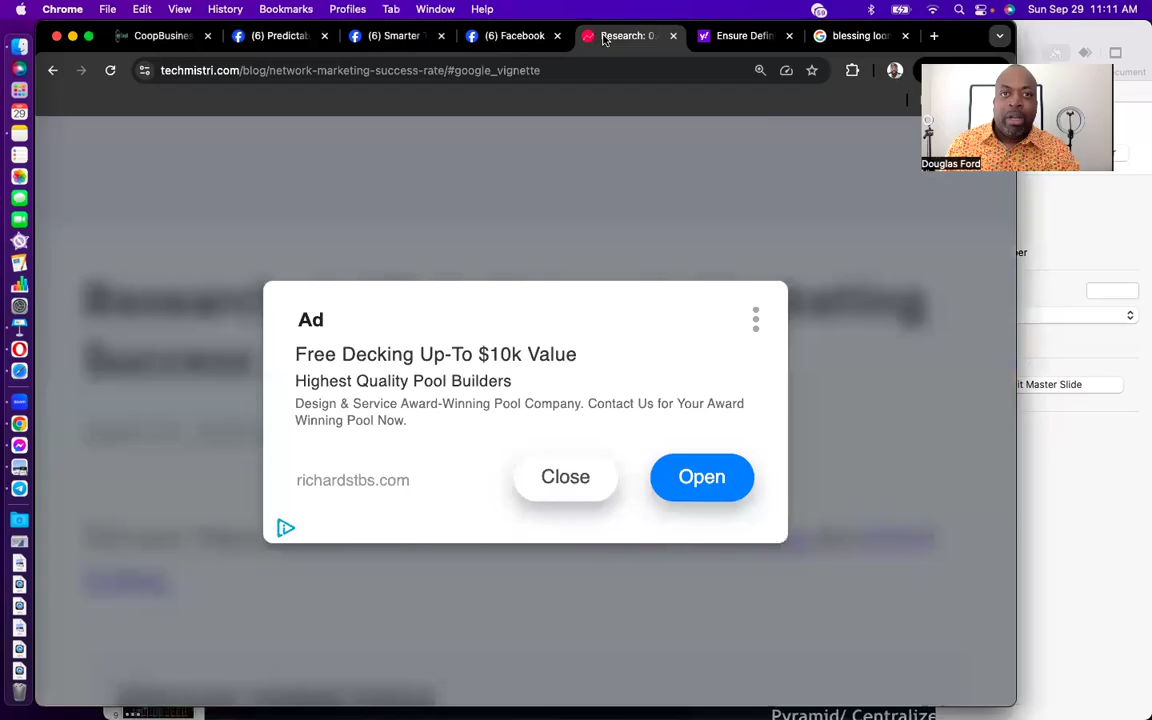 Chrome File Edit View History Bookmarks Profiles Tab Window Help
59
Sun Sep 29 11:11 AM
CoopBusines
(6) Predictab
(6) Smarter T
(6) Facebook
Research: 0.
Ensure Defin
blessing loom
techmistri.com/blog/network-marketing-success-rate/#google_vignette
Douglas Ford
Ad
Free Decking Up-To $10k Value
Highest Quality Pool Builders
Design & Service Award-Winning Pool Company. Contact Us for Your Award
Winning Pool Now.
richardstbs.com
Close
Open
it Master Slide
Pyramid/ Centralize